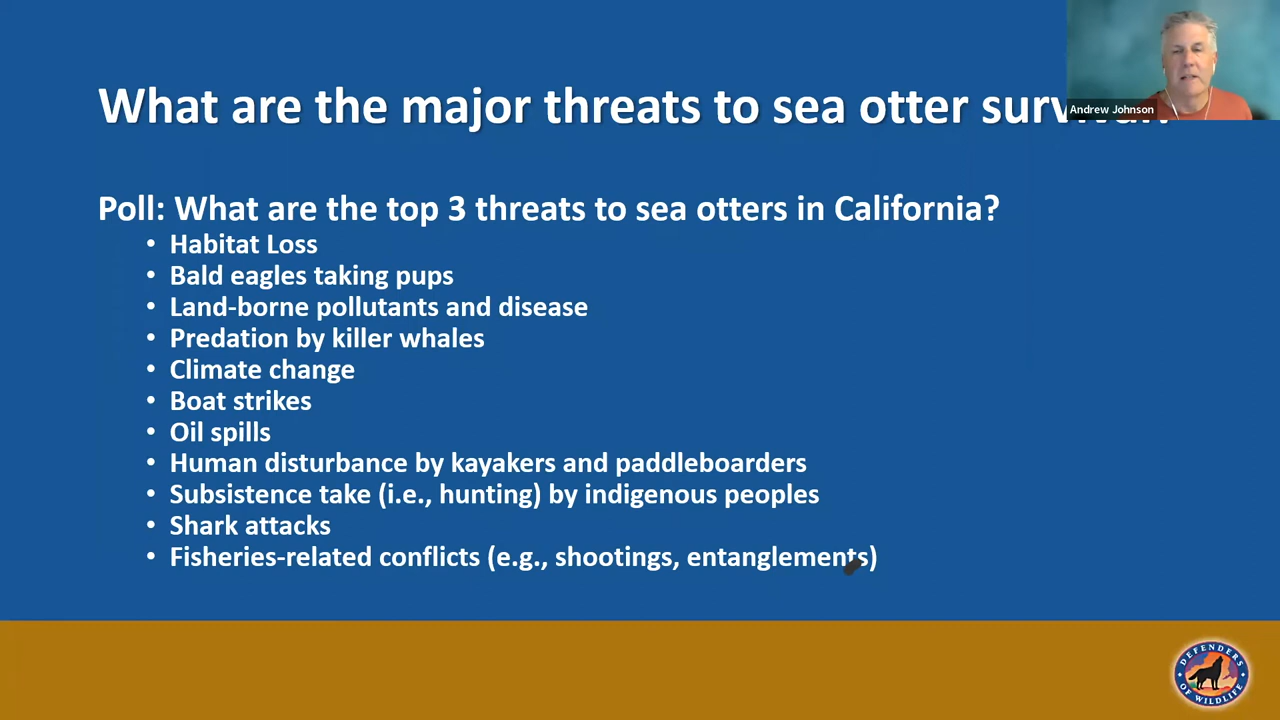 What are the major threats to sea otter
Andrew Johnson
Poll: What are the top 3 threats to sea otters in California?
• Habitat Loss
• Bald eagles taking pups
• Land-borne pollutants and disease
• Predation by killer whales
• Climate change
• Boat strikes
• Oil spills
• Human disturbance by kayakers and paddleboarders
• Subsistence take (i.e., hunting) by indigenous peoples
• Shark attacks
• Fisheries-related conflicts (e.g., shootings, entanglements)
DEFENDERS
OF WILDLIFE